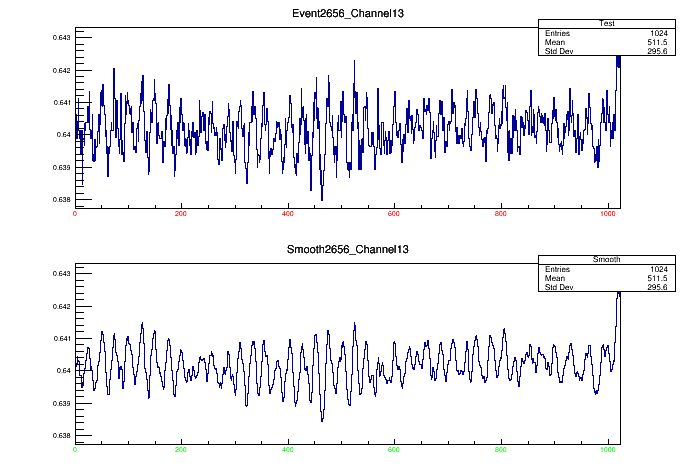 Event2656_Channel13
Test
Entries 1024
Mean 511.5
Std Dev 295.6
0.643
0.642
0.641
0.64
0.639
0.638
0 200 400 600 800 1000
Smooth2656_Channel13
Smooth
Entries 1024
Mean 511.5
Std Dev 295.6
0.643
0.642
0.641
0.64
0.639
0.638
0 200 400 600 800 1000